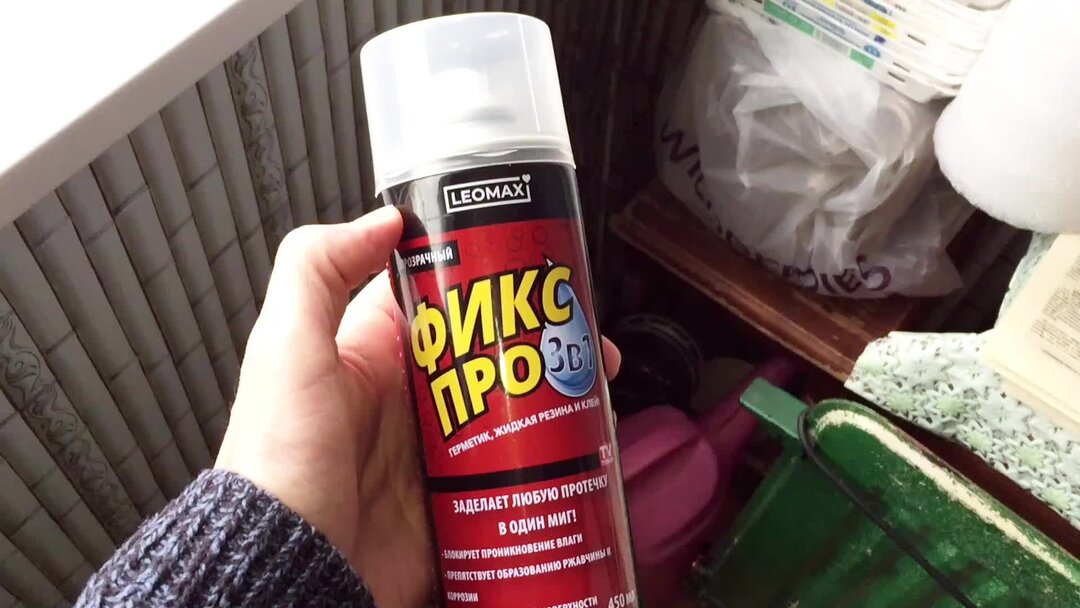 LEOMAX
ФИКС
ПРО
3в1
ГЕРМЕТИК, ЖИДКАЯ РЕЗИНА И КЛЕЙ
TV
ЗАДЕЛАЕТ ЛЮБУЮ ПРОТЕЧКУ
В ОДИН МИГ!
• БЛОКИРУЕТ ПРОНИКНОВЕНИЕ ВЛАГИ
• ПРЕПЯТСТВУЕТ ОБРАЗОВАНИЮ РЖАВЧИНЫ И
КОРРОЗИИ
450